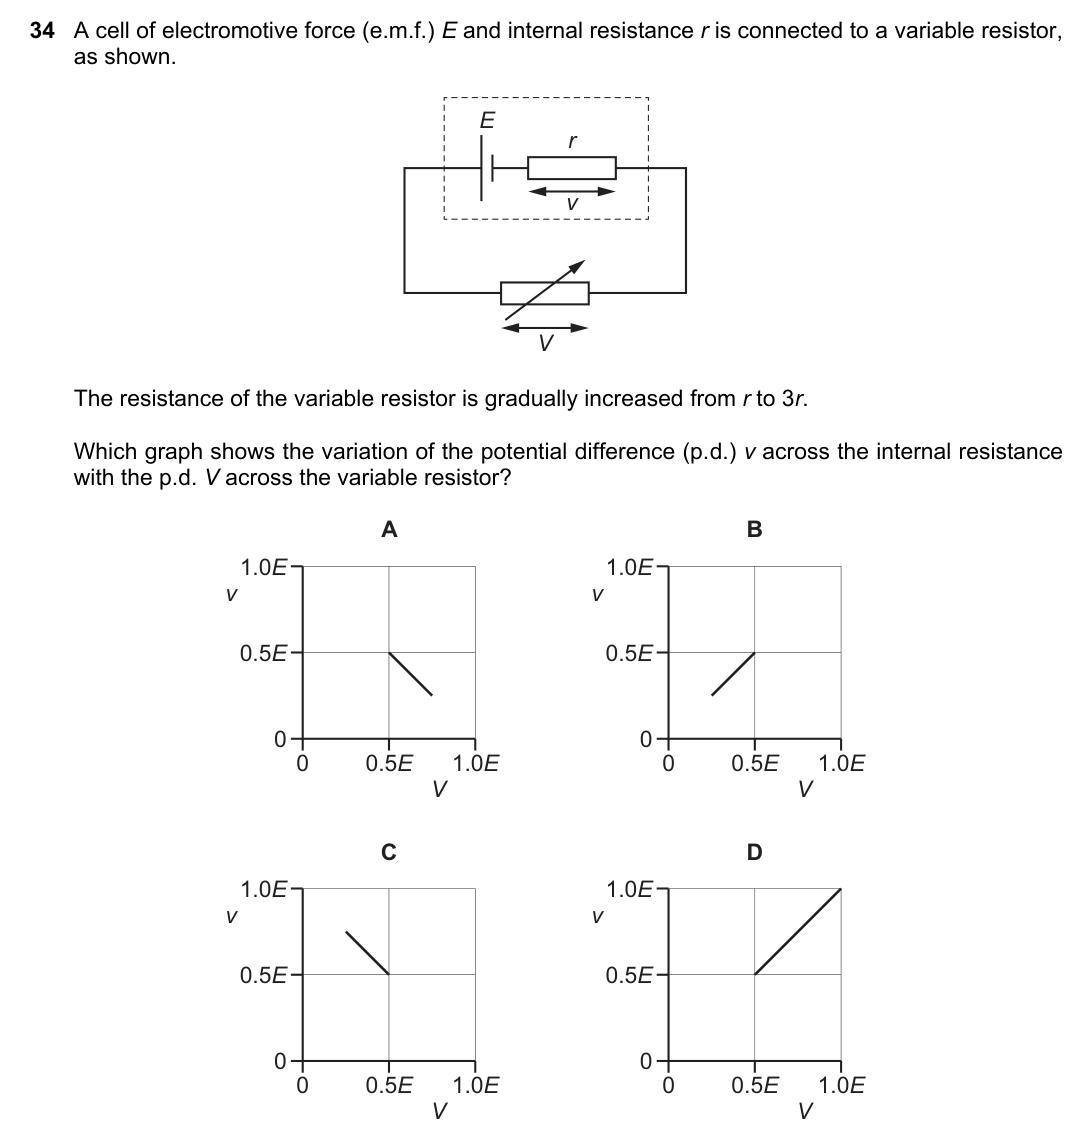 34 A cell of electromotive force (e.m.f.) E and internal resistance r is connected to a variable resistor,
as shown.
E
r
v
V
The resistance of the variable resistor is gradually increased from r to 3r.
Which graph shows the variation of the potential difference (p.d.) v across the internal resistance
with the p.d. V across the variable resistor?
A
1.0E
v
0.5E
0
0 0.5E 1.0E
V
B
1.0E
v
0.5E
0
0 0.5E 1.0E
V
C
1.0E
v
0.5E
0
0 0.5E 1.0E
V
D
1.0E
v
0.5E
0
0 0.5E 1.0E
V